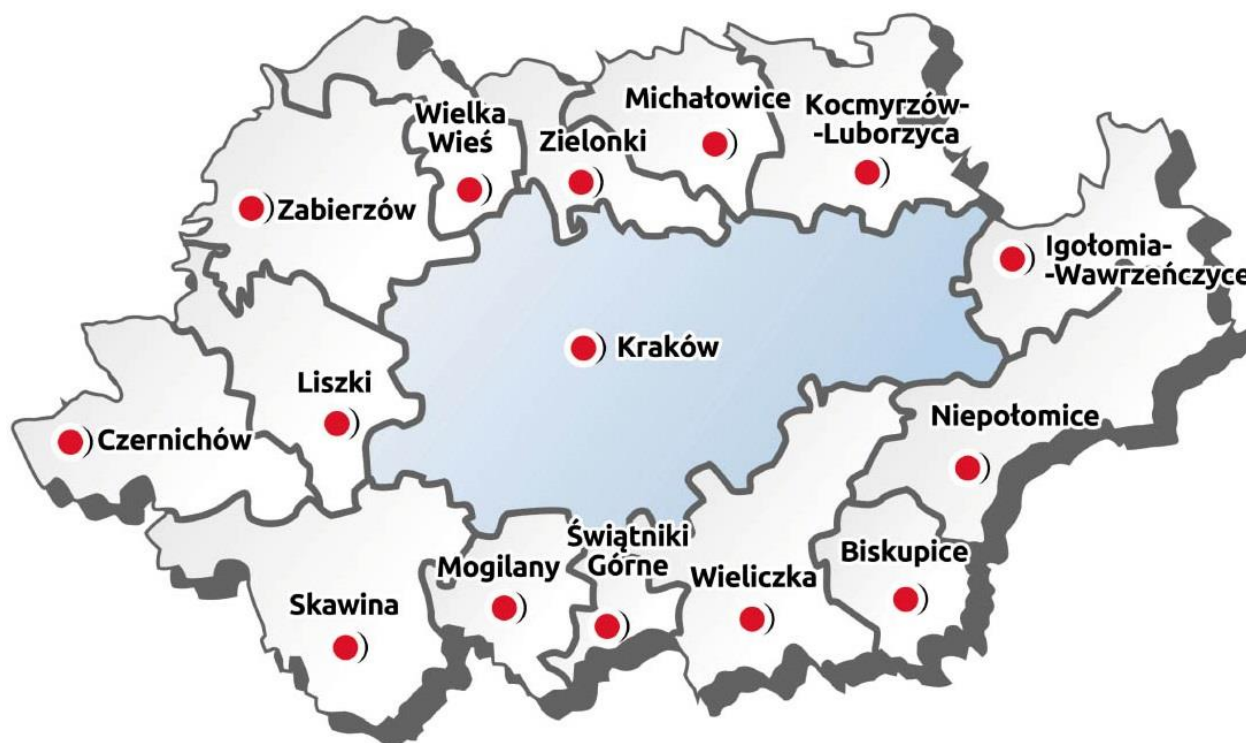 Michałowice
Kocmyrzów-
-Luborzyca
Wielka
Wieś
Zielonki
Zabierzów
Igołomia-
-Wawrzeńczyce
Kraków
Liszki
Niepołomice
Czernichów
Świątniki
Górne
Mogilany
Wieliczka
Biskupice
Skawina